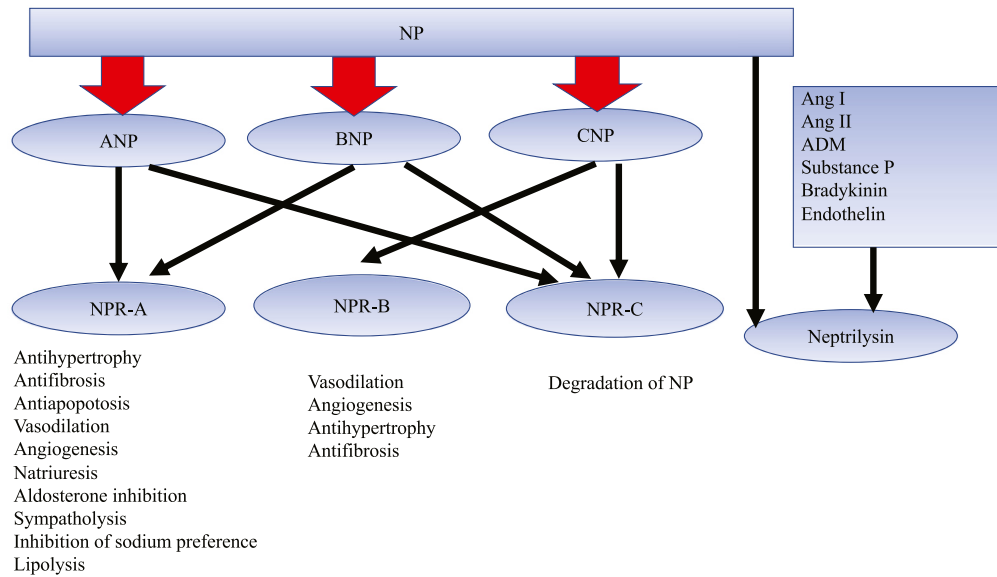 NP
ANP
BNP
CNP
Ang I
Ang II
ADM
Substance P
Bradykinin
Endothelin
NPR-A
NPR-B
NPR-C
Neptrilysin
Antihypertrophy
Antifibrosis
Antiapopotosis
Vasodilation
Angiogenesis
Natriuresis
Aldosterone inhibition
Sympatholysis
Inhibition of sodium preference
Lipolysis
Vasodilation
Angiogenesis
Antihypertrophy
Antifibrosis
Degradation of NP